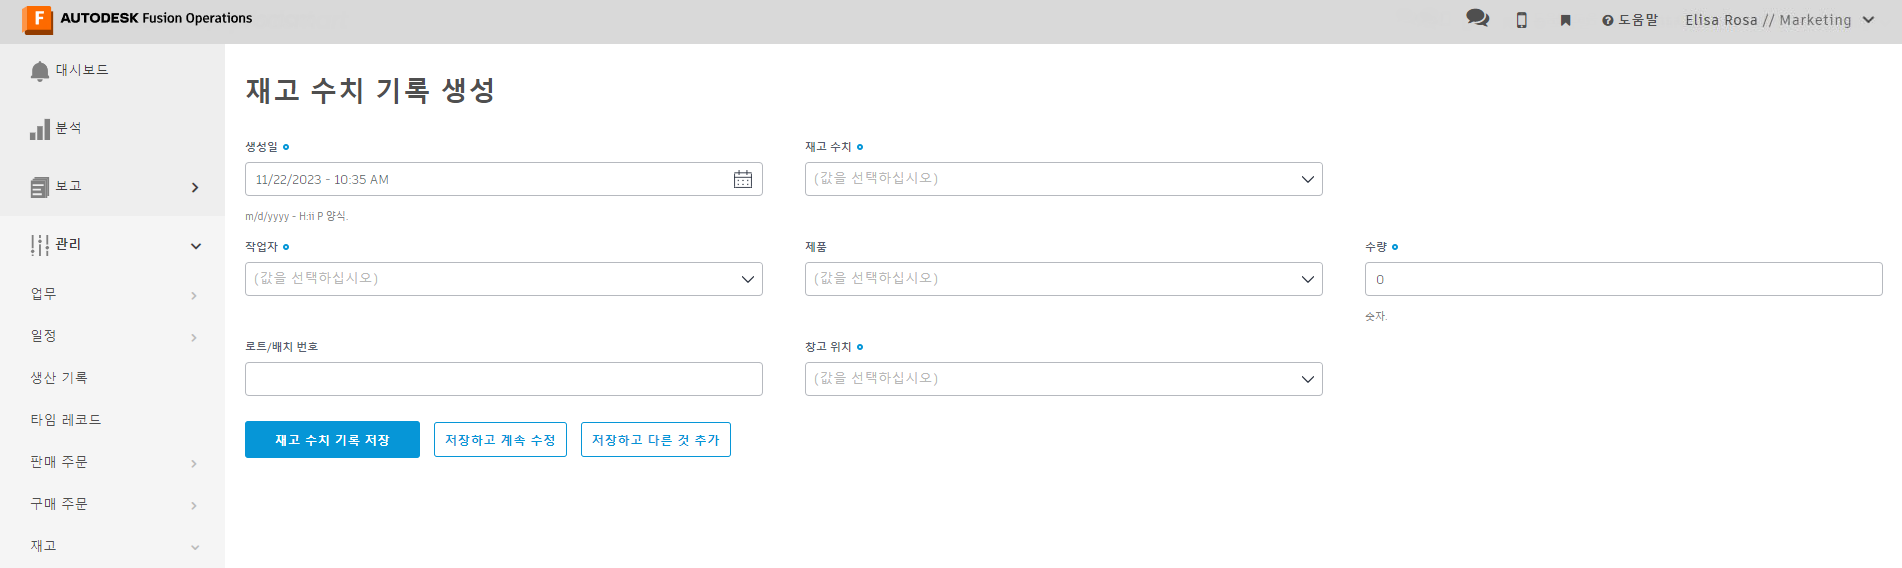 AUTODESK Fusion Operations
도움말
Elisa Rosa // Marketing
대시보드
분석
보고
관리
업무
일정
생산 기록
타임 레코드
판매 주문
구매 주문
재고
재고 수치 기록 생성
생성일
재고 수치
11/22/2023 - 10:35 AM
(값을 선택하십시오)
m/d/yyyy - H:ii P 양식.
작업자
제품
수량
(값을 선택하십시오)
(값을 선택하십시오)
0
숫자.
로트/배치 번호
창고 위치
(값을 선택하십시오)
재고 수치 기록 저장
저장하고 계속 수정
저장하고 다른 것 추가